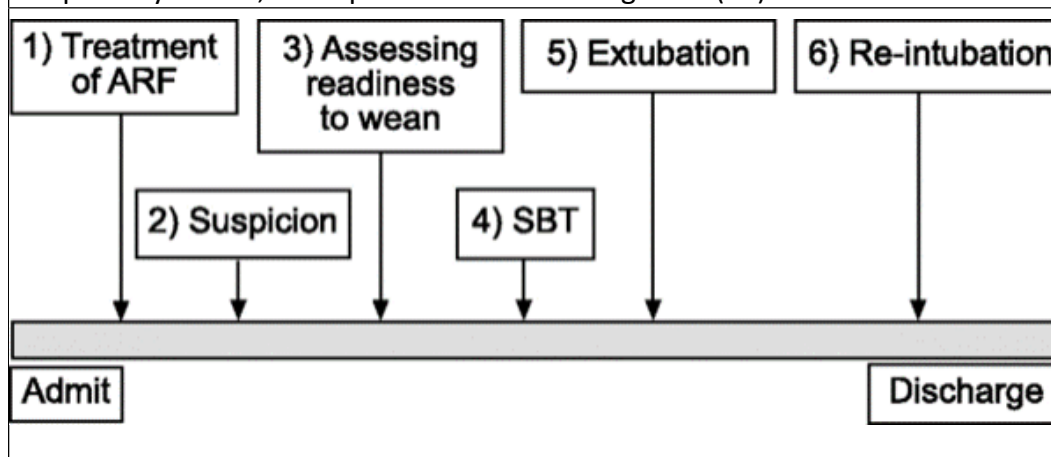 1) Treatment
of ARF
2) Suspicion
3) Assessing
readiness
to wean
4) SBT
5) Extubation
6) Re-intubation
Admit
Discharge